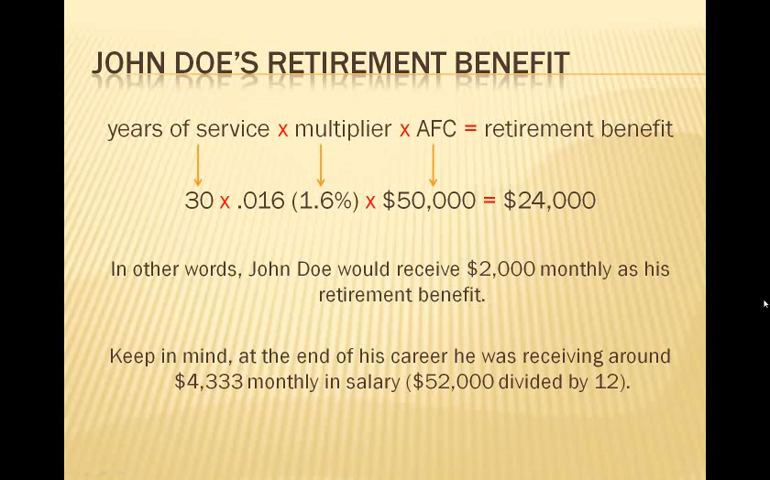 JOHN DOE'S RETIREMENT BENEFIT
years of service x multiplier x AFC = retirement benefit
30 x .016 (1.6%) x $50,000 = $24,000
In other words, John Doe would receive $2,000 monthly as his
retirement benefit.
Keep in mind, at the end of his career he was receiving around
$4,333 monthly in salary ($52,000 divided by 12).